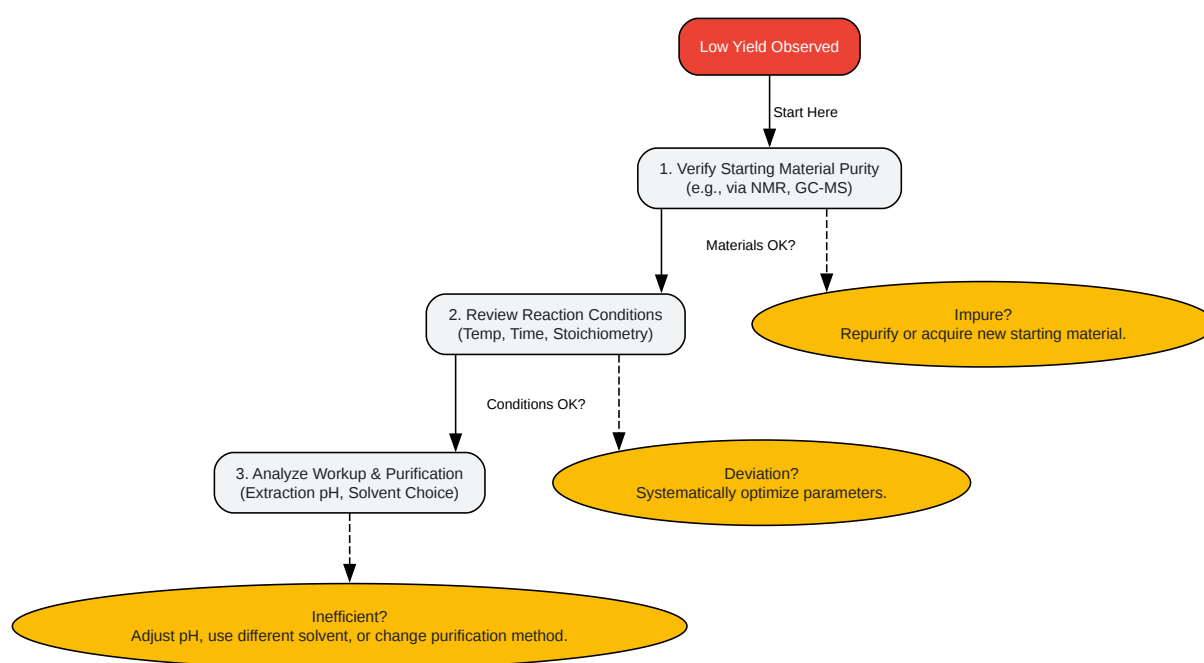 Low Yield Observed
Start Here
1. Verify Starting Material Purity
(e.g., via NMR, GC-MS)
Materials OK?
Impure?
Repurify or acquire new starting material.
2. Review Reaction Conditions
(Temp, Time, Stoichiometry)
Conditions OK?
Deviation?
Systematically optimize parameters.
3. Analyze Workup & Purification
(Extraction pH, Solvent Choice)
Inefficient?
Adjust pH, use different solvent, or change purification method.